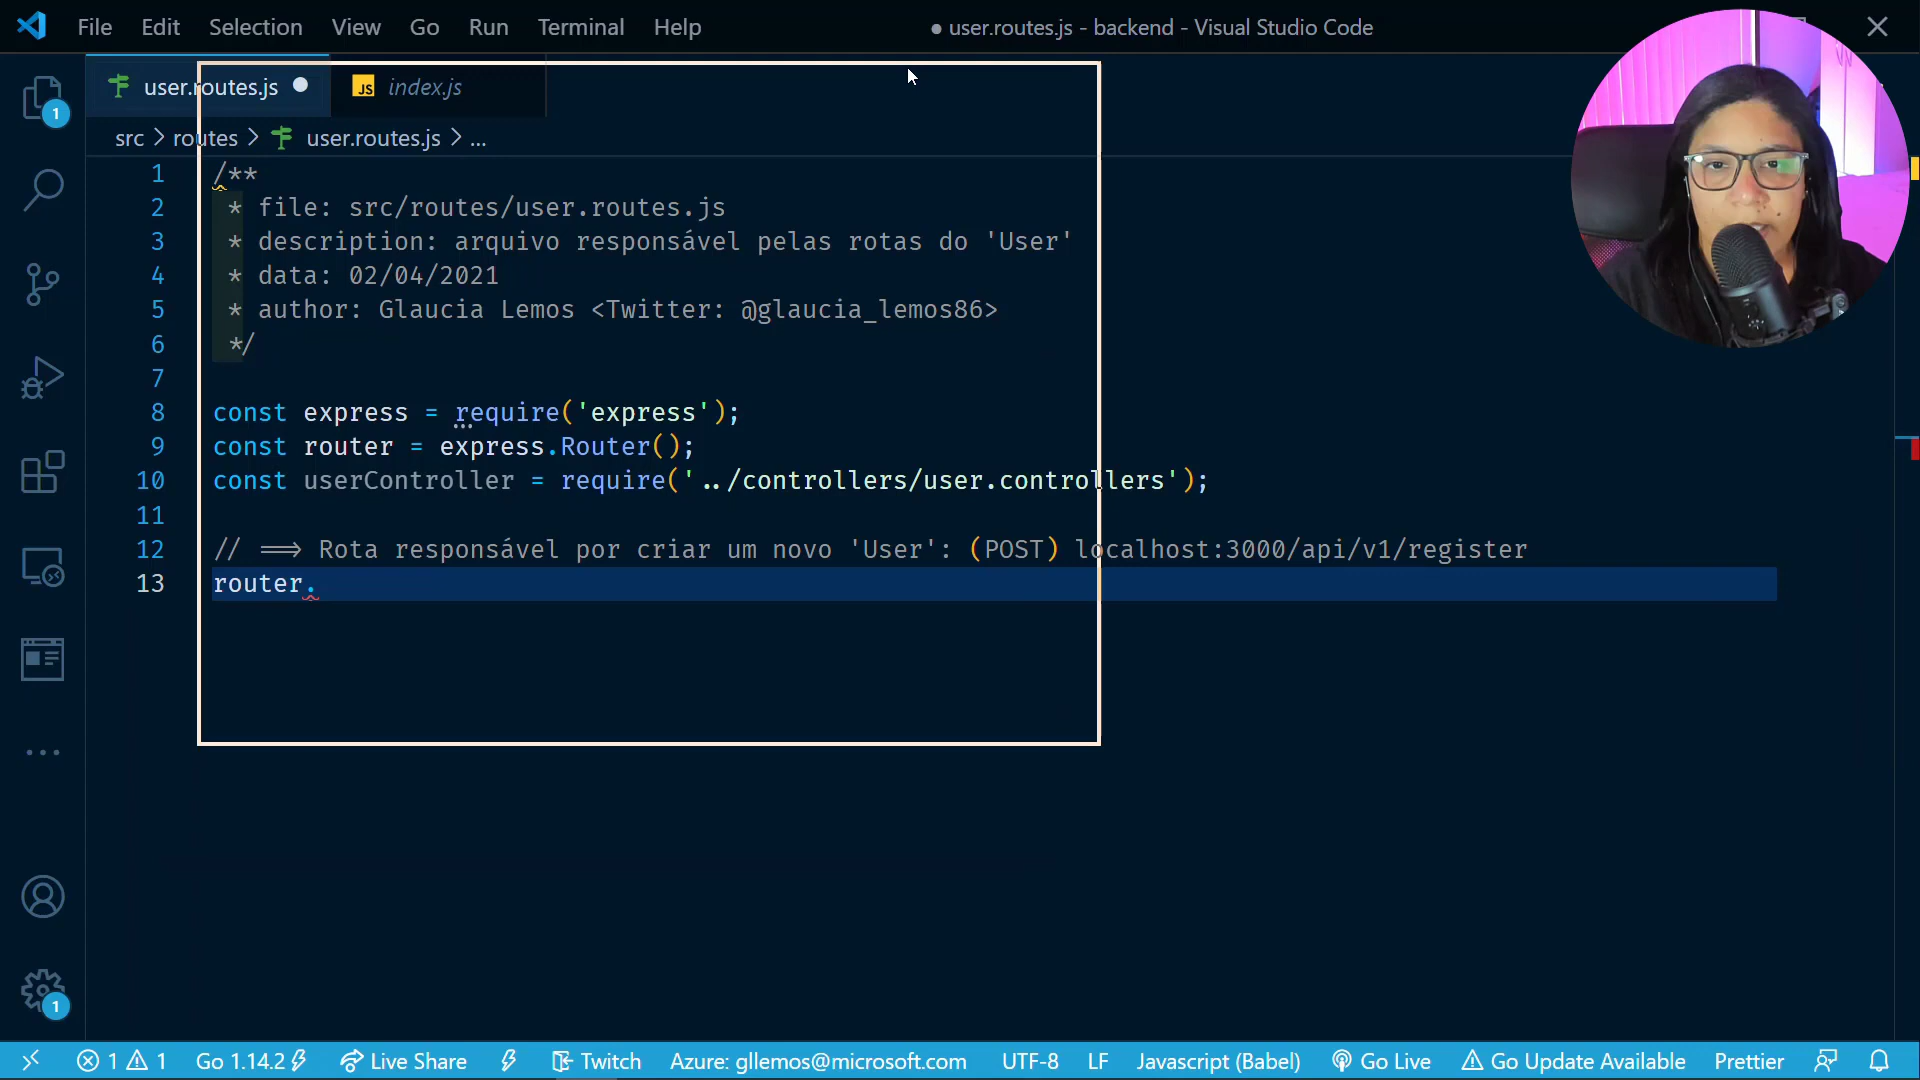 File Edit Selection View Go Run Terminal Help
● user.routes.js - backend - Visual Studio Code
user.routes.js
JS index.js
src > routes > user.routes.js > ...
1 /**
2 * file: src/routes/user.routes.js
3 * description: arquivo responsável pelas rotas do 'User'
4 * data: 02/04/2021
5 * author: Glaucia Lemos <Twitter: @glaucia_lemos86>
6 */
7
8 const express = require('express');
9 const router = express.Router();
10 const userController = require('../controllers/user.controllers');
11
12 // ==> Rota responsável por criar um novo 'User': (POST) localhost:3000/api/v1/register
13 router.
1
1
1 1 Go 1.14.2 Live Share Twitch Azure: gllemos@microsoft.com UTF-8 LF Javascript (Babel) Go Live Go Update Available Prettier